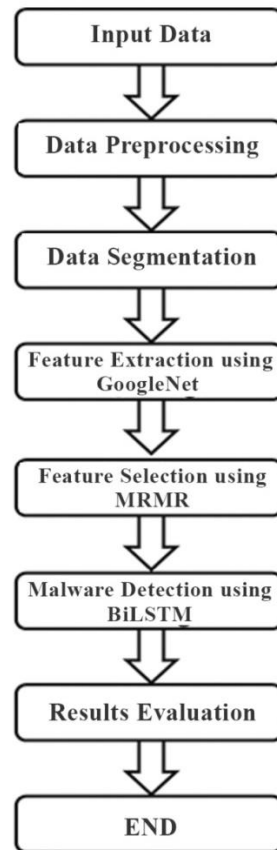 Input Data
Data Preprocessing
Data Segmentation
Feature Extraction using
GoogleNet
Feature Selection using
MRMR
Malware Detection using
BiLSTM
Results Evaluation
END